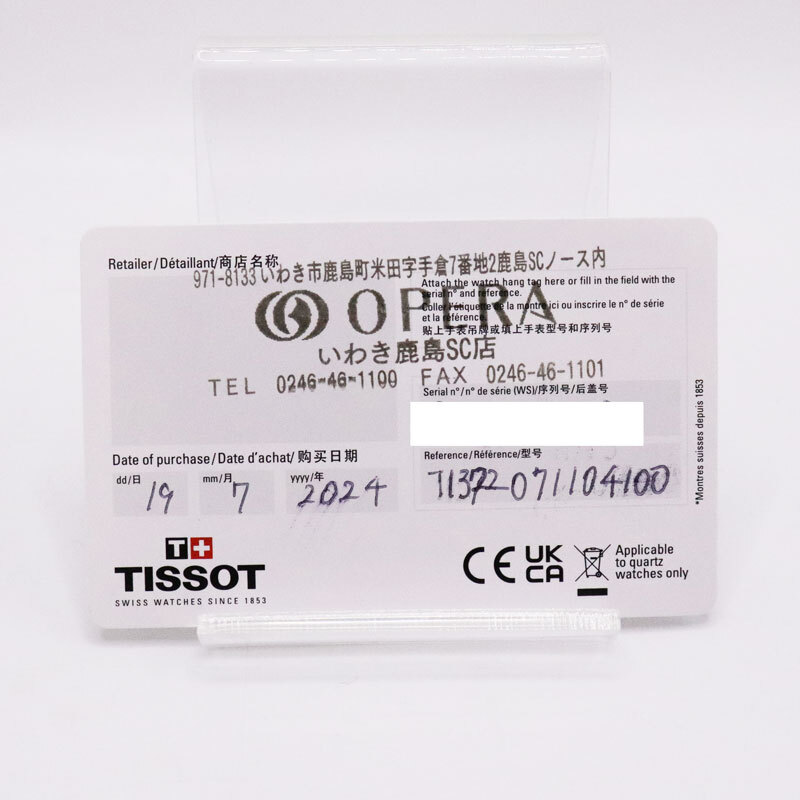 Retailer/Détaillant/商店名称
971-8133 いわき市鹿島町米田字手倉7番地2鹿島SCノース内
Attach the watch hang tag here or fill in the field with the
serial n° and reference.
Coller l'étiquette de la montre ici ou inscrire le n° de série
et la référence.
贴上手表吊牌或填上手表型号和序列号
OPERA
いわき鹿島SC店
TEL 0246-46-1100 FAX 0246-46-1101
Serial n°/n° de série (WS)/序列号/后盖号
Date of purchase/Date d'achat/购买日期
dd/日 mm/月 yyyy/年
19 7 2024
Reference/Référence/型号
T1372071104100
*Montres suisses depuis 1853
T+
TISSOT
SWISS WATCHES SINCE 1853
CE UK
CA
Applicable
to quartz
watches only